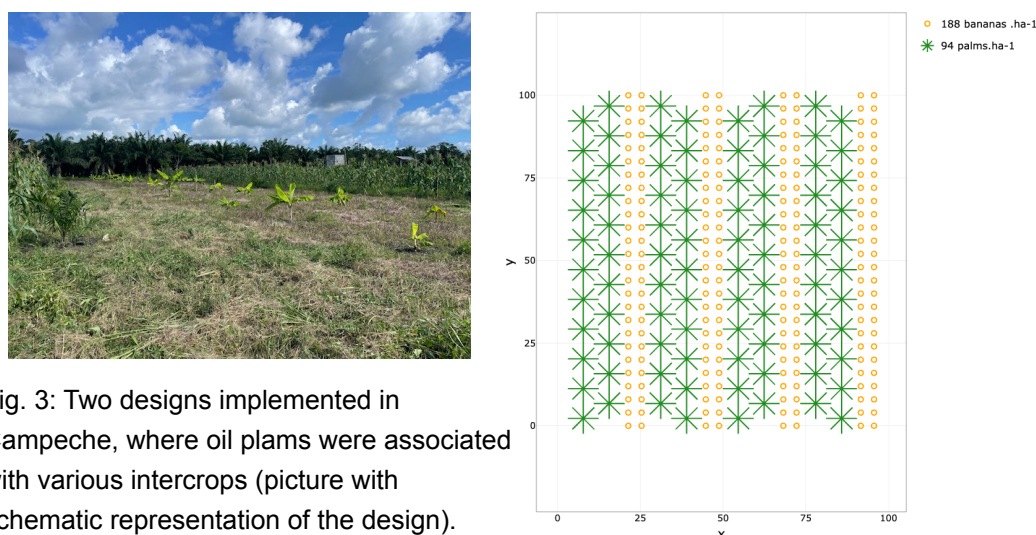 ig. 3: Two designs implemented in
ampeche, where oil plams were associated
ith various intercrops (picture with
chematic representation of the design).
188 bananas .ha-1
94 palms.ha-1
100
75
50
25
0
y
0 25 50 75 100
x